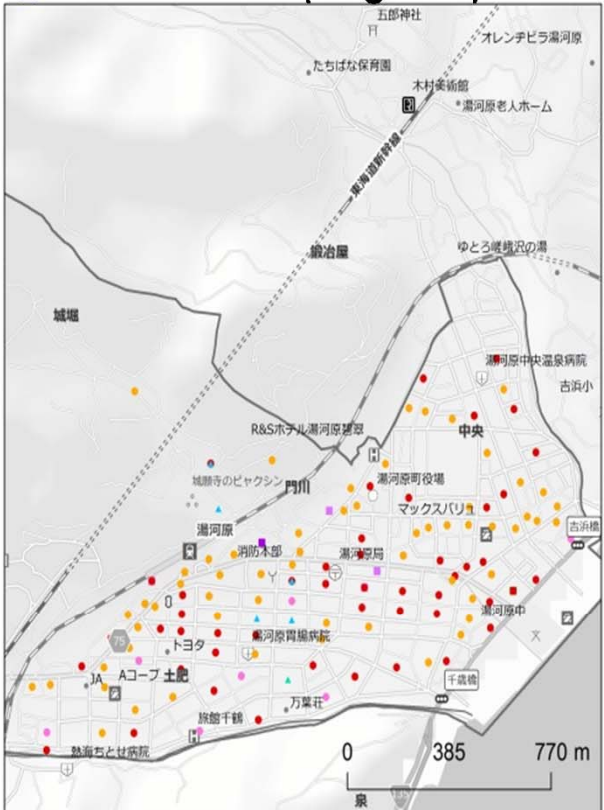 五郎神社
オレンヂビラ湯河原
たちばな保育園
木村美術館
湯河原老人ホーム
東海道新幹線
鍛冶屋
ゆとろ嵯峨沢の湯
城堀
湯河原中央温泉病院
吉浜小
R&Sホテル湯河原碧翠
中央
城願寺のビャクシン
門川
湯河原町役場
マックスバリュ
吉浜橋
湯河原
消防本部
湯河原局
湯河原中
75
トヨタ
湯河原胃腸病院
JA
Aコープ
土肥
千歳橋
万葉荘
旅館千鶴
熱海ちとせ病院
0 385 770 m
泉